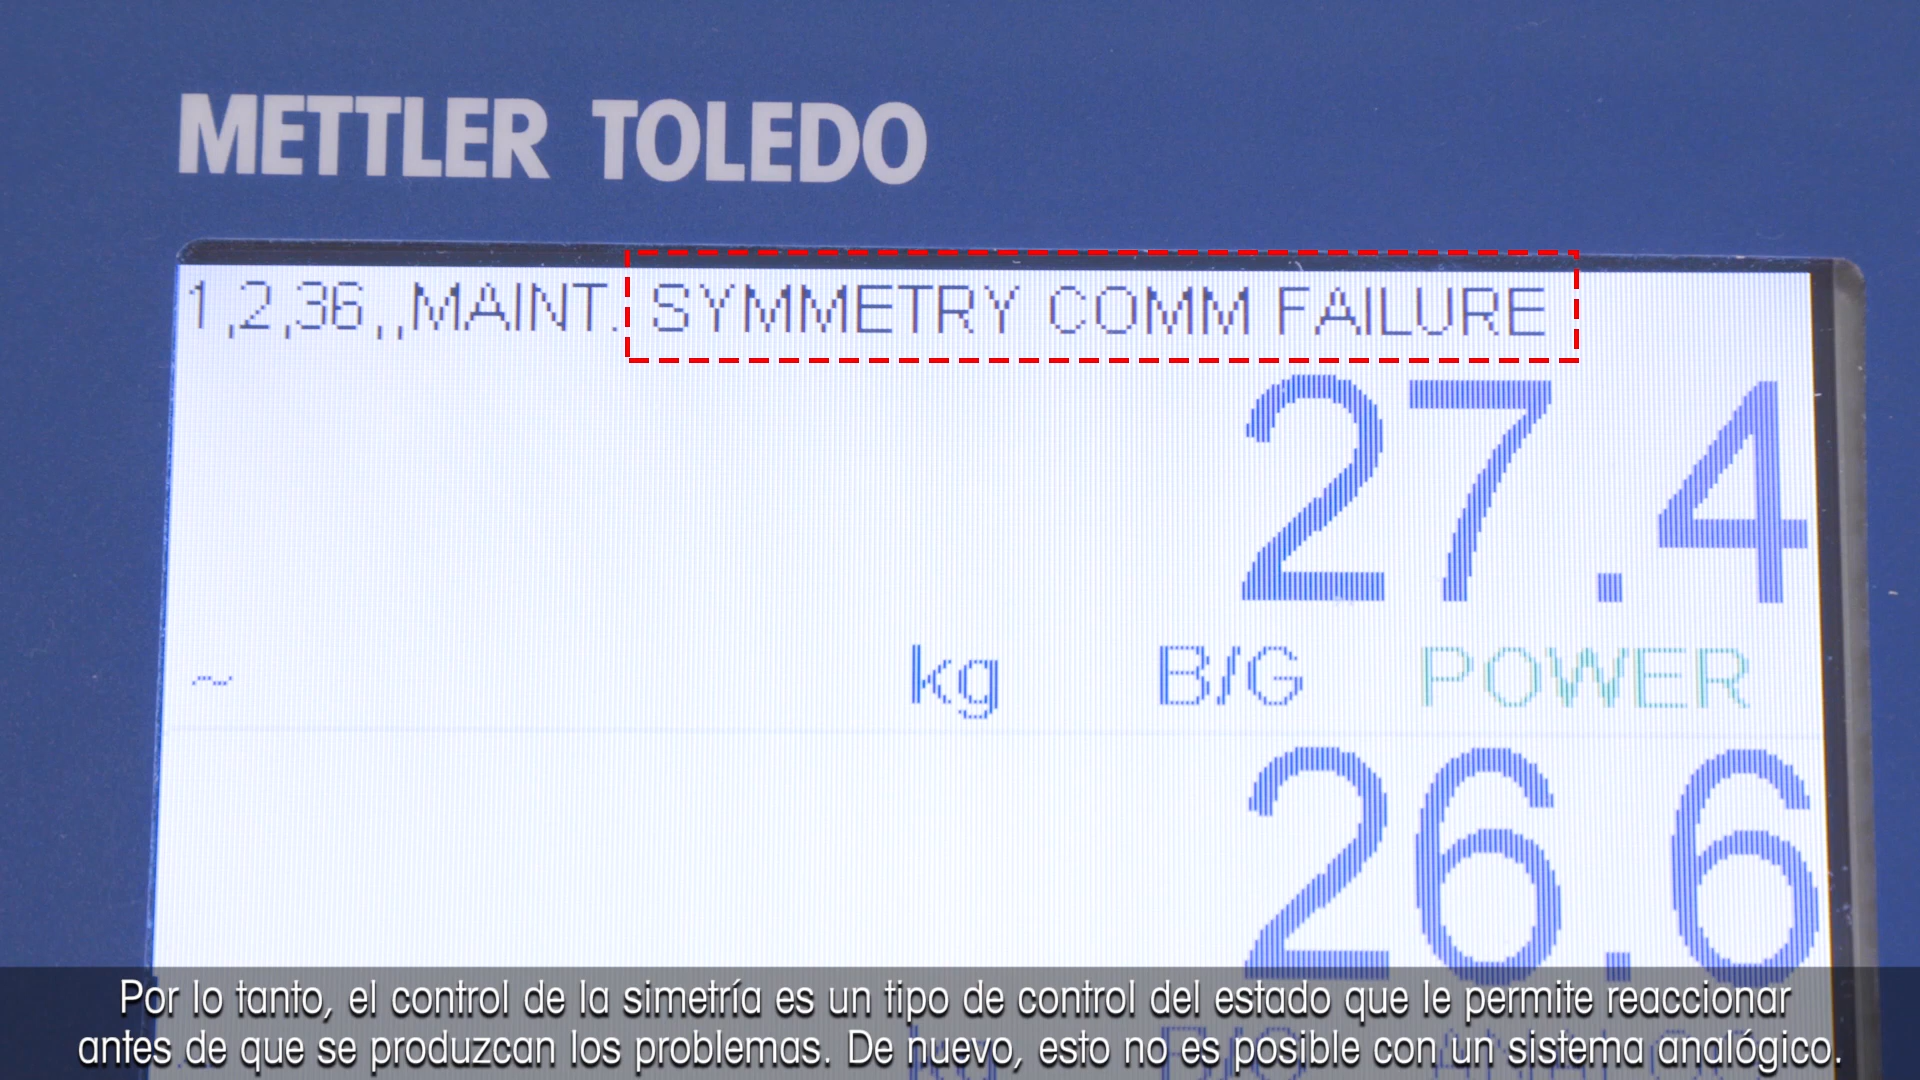 METTLER TOLEDO
1,2,36,,MAINT. SYMMETRY COMM FAILURE
27.4
~ kg B/G POWER
26.6
Por lo tanto, el control de la simetría es un tipo de control del estado que le permite reaccionar
antes de que se produzcan los problemas. De nuevo, esto no es posible con un sistema analógico.